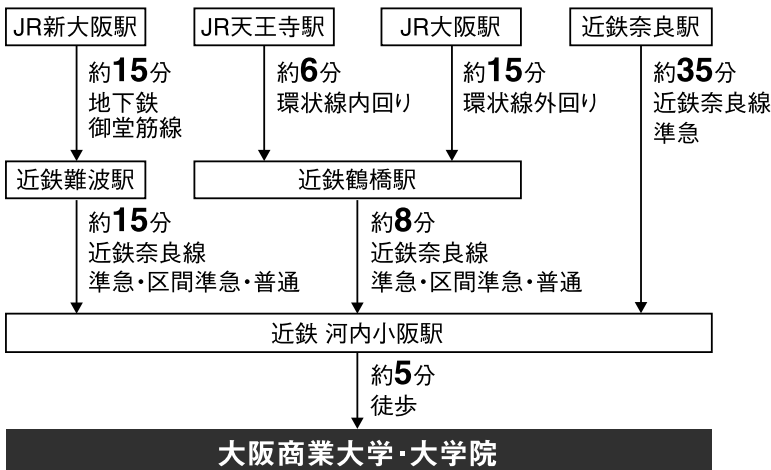 JR新大阪駅
JR天王寺駅
JR大阪駅
近鉄奈良駅
約15分
地下鉄
御堂筋線
約6分
環状線内回り
約15分
環状線外回り
約35分
近鉄奈良線
準急
近鉄難波駅
近鉄鶴橋駅
約15分
近鉄奈良線
準急・区間準急・普通
約8分
近鉄奈良線
準急・区間準急・普通
近鉄 河内小阪駅
約5分
徒歩
大阪商業大学・大学院